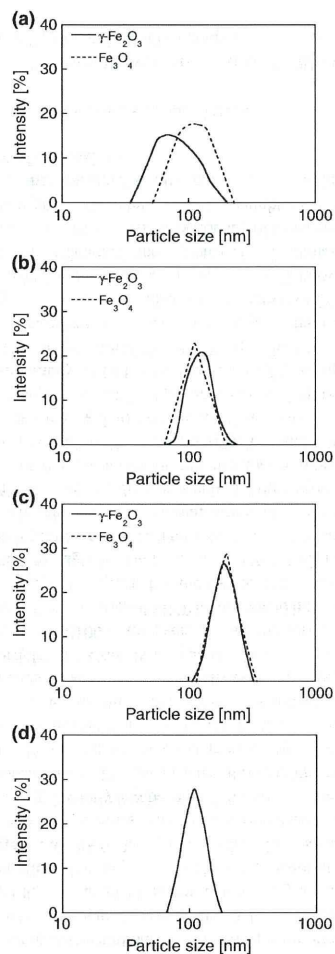 (a)
40
γ-Fe₂O₃
Fe₃O₄
30
20
10
0
Intensity [%]
10 100 1000
Particle size [nm]
(b)
40
γ-Fe₂O₃
Fe₃O₄
30
20
10
0
Intensity [%]
10 100 1000
Particle size [nm]
(c)
40
γ-Fe₂O₃
Fe₃O₄
30
20
10
0
Intensity [%]
10 100 1000
Particle size [nm]
(d)
40
30
20
10
0
Intensity [%]
10 100 1000
Particle size [nm]